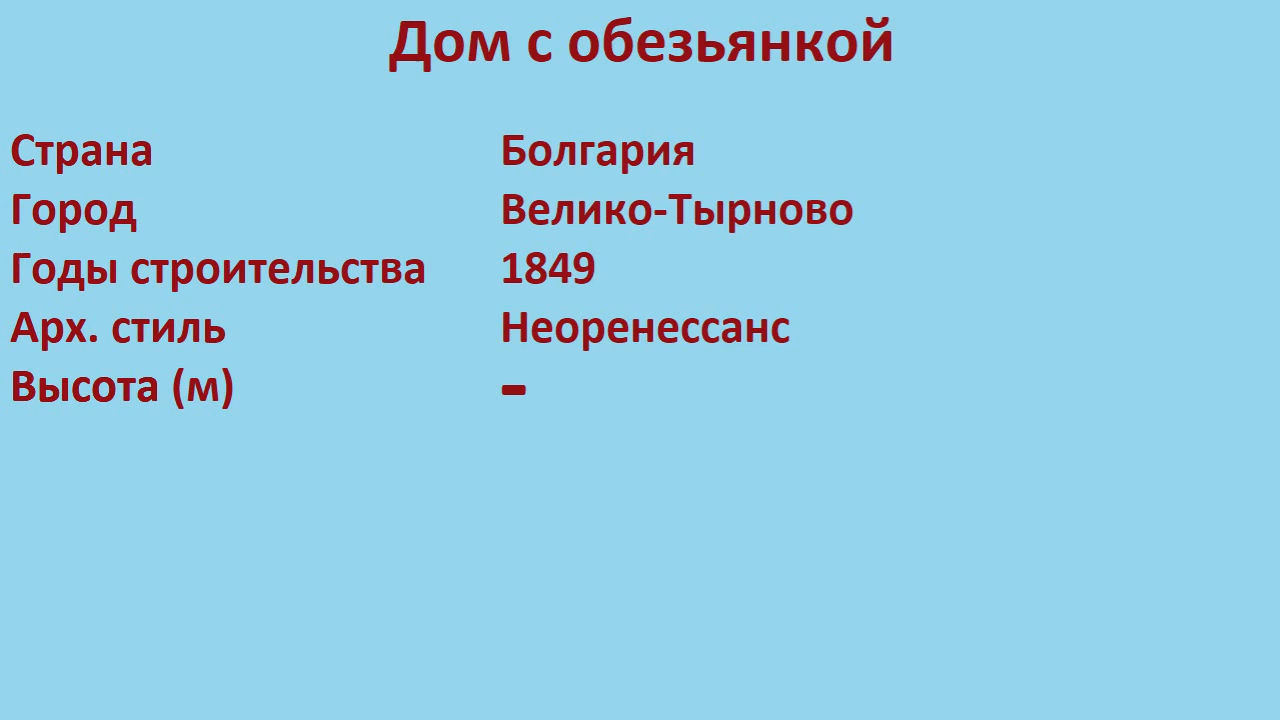 Дом с обезьянкой
Страна Болгария
Город Велико-Тырново
Годы строительства 1849
Арх. стиль Неоренессанс
Высота (м) -